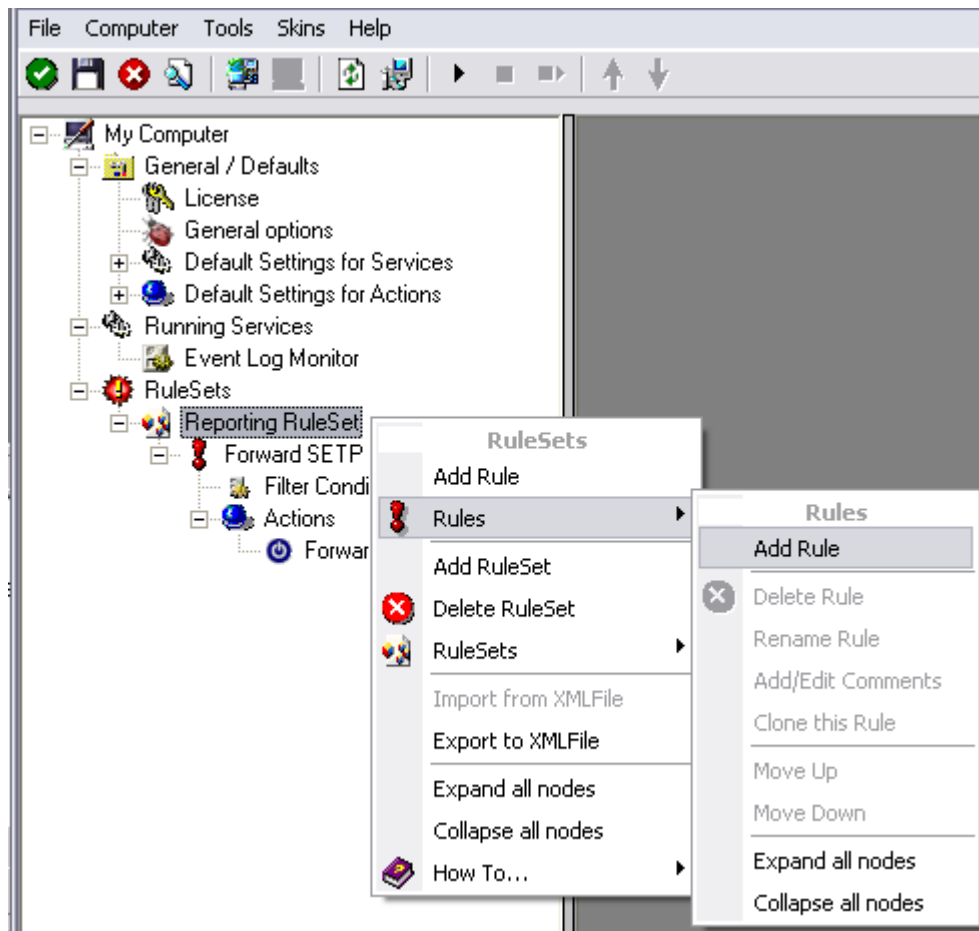 File Computer Tools Skins Help
My Computer
General / Defaults
License
General options
Default Settings for Services
Default Settings for Actions
Running Services
Event Log Monitor
RuleSets
Reporting RuleSet
Forward SETP
Filter Condi
Actions
Forwar
RuleSets
Add Rule
Rules
Add RuleSet
Delete RuleSet
RuleSets
Import from XMLFile
Export to XMLFile
Expand all nodes
Collapse all nodes
How To...
Rules
Add Rule
Delete Rule
Rename Rule
Add/Edit Comments
Clone this Rule
Move Up
Move Down
Expand all nodes
Collapse all nodes